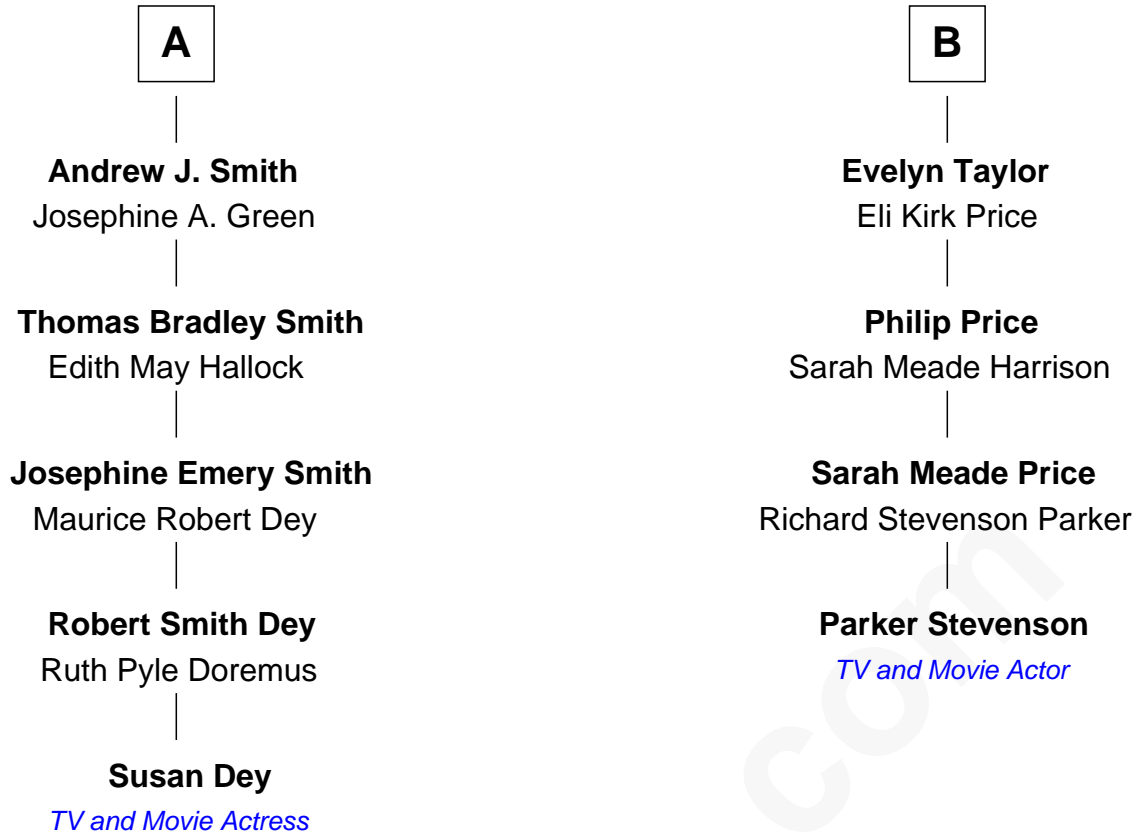 A
Andrew J. Smith
Josephine A. Green
Thomas Bradley Smith
Edith May Hallock
Josephine Emery Smith
Maurice Robert Dey
Robert Smith Dey
Ruth Pyle Doremus
Susan Dey
TV and Movie Actress
B
Evelyn Taylor
Eli Kirk Price
Philip Price
Sarah Meade Harrison
Sarah Meade Price
Richard Stevenson Parker
Parker Stevenson
TV and Movie Actor
com